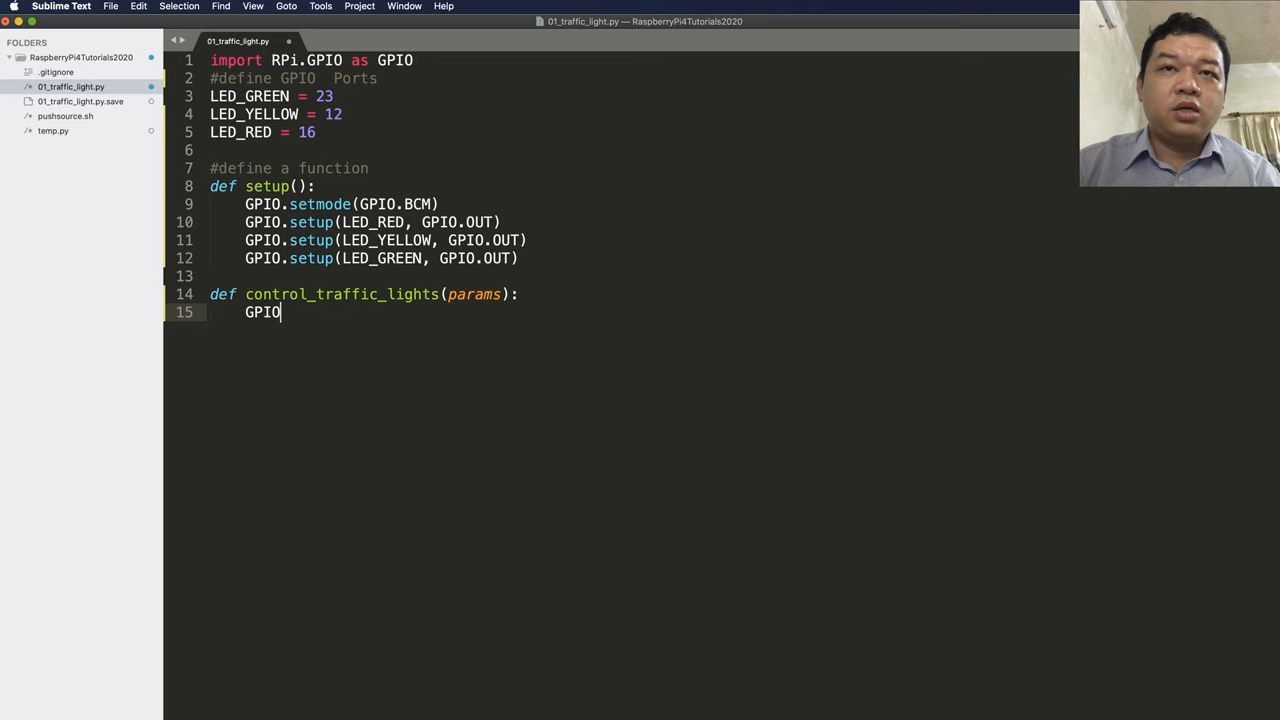 Sublime Text File Edit Selection Find View Goto Tools Project Window Help
01_traffic_light.py — RaspberryPi4Tutorials2020
FOLDERS
RaspberryPi4Tutorials2020
.gitignore
01_traffic_light.py
01_traffic_light.py.save
pushsource.sh
temp.py
01_traffic_light.py
1 import RPi.GPIO as GPIO
2 #define GPIO  Ports
3 LED_GREEN = 23
4 LED_YELLOW = 12
5 LED_RED = 16
6
7 #define a function
8 def setup():
9     GPIO.setmode(GPIO.BCM)
10     GPIO.setup(LED_RED, GPIO.OUT)
11     GPIO.setup(LED_YELLOW, GPIO.OUT)
12     GPIO.setup(LED_GREEN, GPIO.OUT)
13
14 def control_traffic_lights(params):
15     GPIO